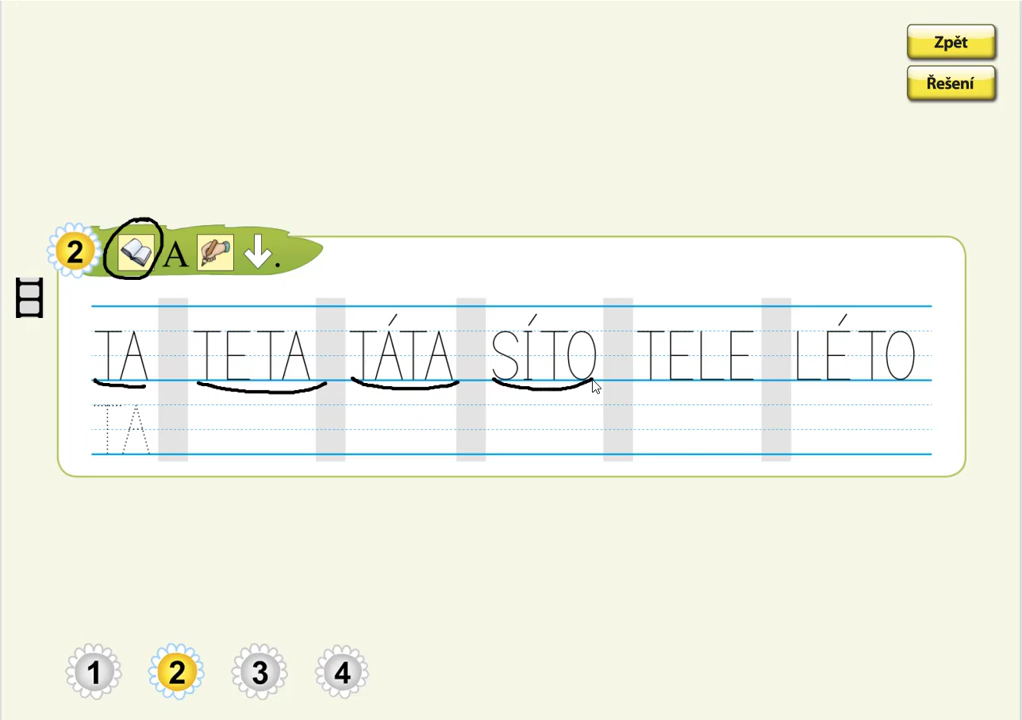 Zpět
Řešení
2 A .
TA TETA TÁTA SÍTO TELE LÉTO
TA
1 2 3 4